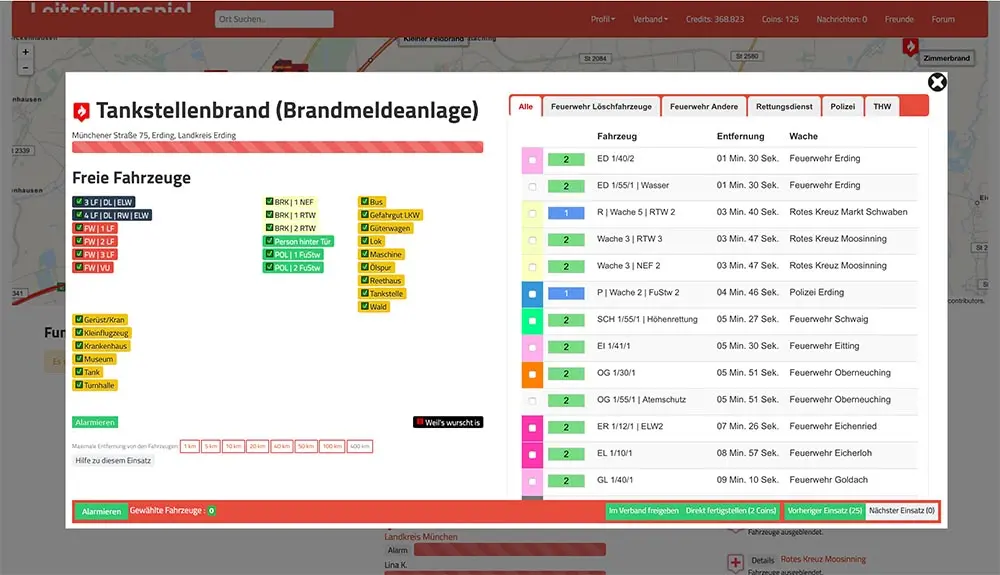 Leitstellenspiel
Ort Suchen..
Profil
Verband
Credits: 368.823
Coins: 125
Nachrichten: 0
Freunde
Forum
+
−
Kleiner Feldbrand
St 2084
St 2580
Zimmerbrand
hausen
2339
341
Fun
Es
St 2
contributors.
Tankstellenbrand (Brandmeldeanlage)
Münchener Straße 75, Erding, Landkreis Erding
Freie Fahrzeuge
3 LF | DL | ELW
4 LF | DL | RW | ELW
FW | 1 LF
FW | 2 LF
FW | 3 LF
FW | VU
BRK | 1 NEF
BRK | 1 RTW
BRK | 2 RTW
Person hinter Tür
POL | 1 FuStw
POL | 2 FuStw
Bus
Gefahrgut LKW
Güterwagen
Lok
Maschine
Ölspur
Reethaus
Tankstelle
Wald
Gerüst/Kran
Kleinflugzeug
Krankenhaus
Museum
Tank
Turnhalle
Alarmieren
Weil's wurscht is
Maximale Entfernung von den Fahrzeugen: 1 km 5 km 10 km 20 km 40 km 50 km 100 km 400 km
Hilfe zu diesem Einsatz
Alle
Feuerwehr Löschfahrzeuge
Feuerwehr Andere
Rettungsdienst
Polizei
THW
Fahrzeug Entfernung Wache
2 ED 1/40/2 01 Min. 30 Sek. Feuerwehr Erding
2 ED 1/55/1 | Wasser 01 Min. 30 Sek. Feuerwehr Erding
1 R | Wache 5 | RTW 2 03 Min. 40 Sek. Rotes Kreuz Markt Schwaben
2 Wache 3 | RTW 3 03 Min. 47 Sek. Rotes Kreuz Moosinning
2 Wache 3 | NEF 2 03 Min. 47 Sek. Rotes Kreuz Moosinning
1 P | Wache 2 | FuStw 2 04 Min. 46 Sek. Polizei Erding
2 SCH 1/55/1 | Höhenrettung 05 Min. 27 Sek. Feuerwehr Schwaig
2 EI 1/41/1 05 Min. 30 Sek. Feuerwehr Eitting
2 OG 1/30/1 05 Min. 51 Sek. Feuerwehr Oberneuching
2 OG 1/55/1 | Atemschutz 05 Min. 51 Sek. Feuerwehr Oberneuching
2 ER 1/12/1 | ELW2 07 Min. 26 Sek. Feuerwehr Eichenried
2 EL 1/10/1 08 Min. 57 Sek. Feuerwehr Eicherloh
2 GL 1/40/1 09 Min. 10 Sek. Feuerwehr Goldach
Alarmieren
Gewählte Fahrzeuge : 0
Im Verband freigeben
Direkt fertigstellen (2 Coins)
Vorheriger Einsatz (25)
Nächster Einsatz (0)
Landkreis München
Alarm
Lina K.
Fahrzeuge ausgeblendet.
Details Rotes Kreuz Moosinning
Fahrzeuge ausgeblendet.